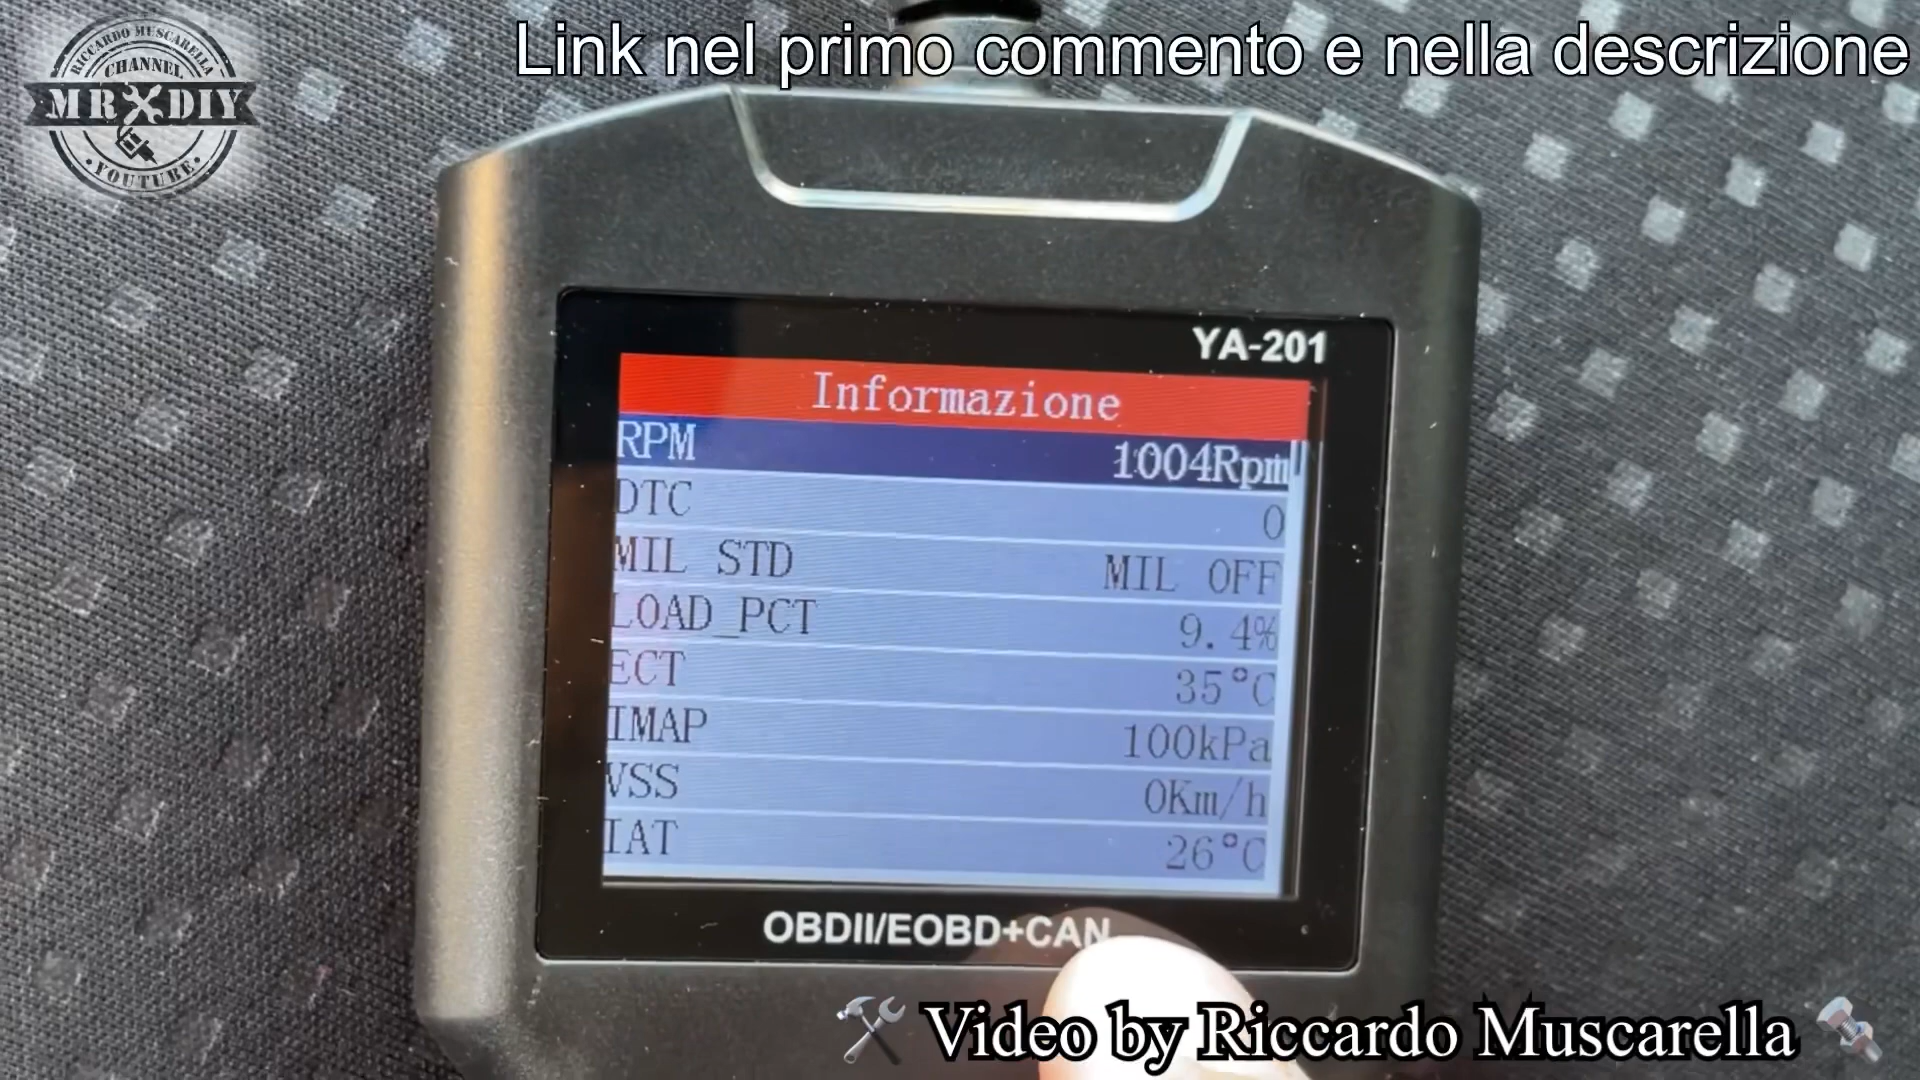 Link nel primo commento e nella descrizione
RICCARDO MUSCARELLA
CHANNEL
MR DIY
YOUTUBE
YA-201
Informazione
RPM 1004Rpm
DTC 0
MIL STD MIL OFF
LOAD_PCT 9.4%
ECT 35°C
IMAP 100kPa
VSS 0Km/h
IAT 26°C
OBDII/EOBD+CAN
Video by Riccardo Muscarella